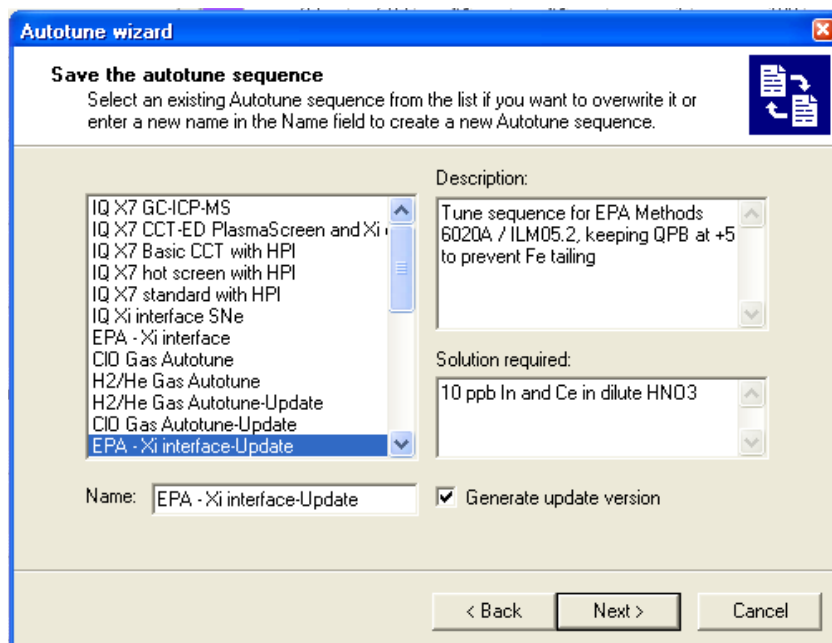 Autotune wizard
Save the autotune sequence
Select an existing Autotune sequence from the list if you want to overwrite it or
enter a new name in the Name field to create a new Autotune sequence.
IQ X7 GC-ICP-MS
IQ X7 CCT-ED PlasmaScreen and Xi
IQ X7 Basic CCT with HPI
IQ X7 hot screen with HPI
IQ X7 standard with HPI
IQ Xi interface SNe
EPA - Xi interface
ClO Gas Autotune
H2/He Gas Autotune
H2/He Gas Autotune-Update
ClO Gas Autotune-Update
EPA - Xi interface-Update
Name: EPA - Xi interface-Update
Description:
Tune sequence for EPA Methods
6020A / ILM05.2, keeping QPB at +5
to prevent Fe tailing
Solution required:
10 ppb In and Ce in dilute HNO3
Generate update version
< Back
Next >
Cancel